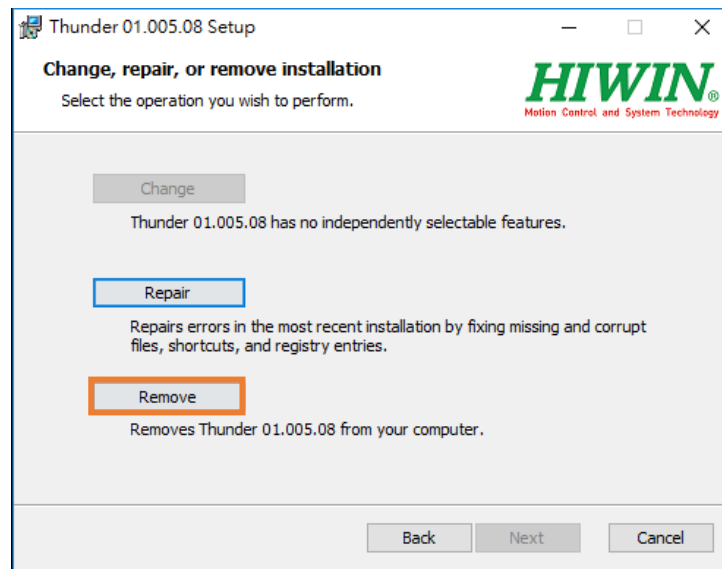 Thunder 01.005.08 Setup
Change, repair, or remove installation
Select the operation you wish to perform.
HIWIN®
Motion Control and System Technology
Change
Thunder 01.005.08 has no independently selectable features.
Repair
Repairs errors in the most recent installation by fixing missing and corrupt
files, shortcuts, and registry entries.
Remove
Removes Thunder 01.005.08 from your computer.
Back Next Cancel